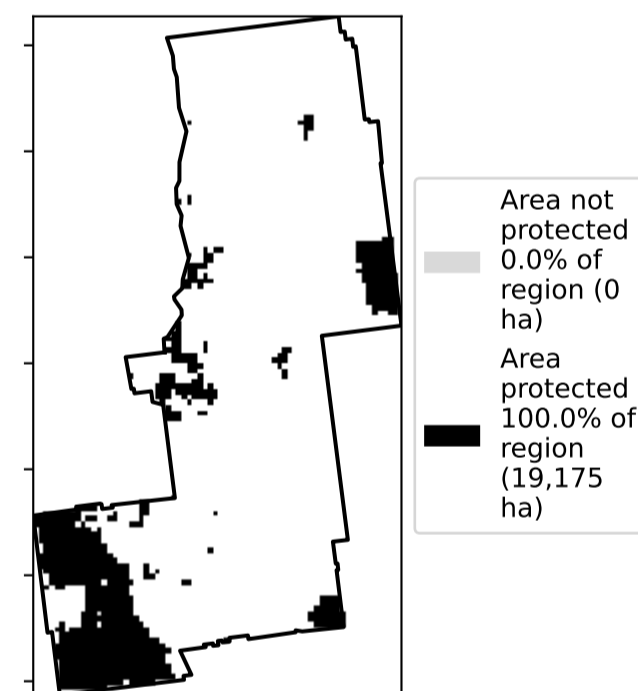 Area not
protected
0.0% of
region (0
ha)
Area
protected
100.0% of
region
(19,175
ha)